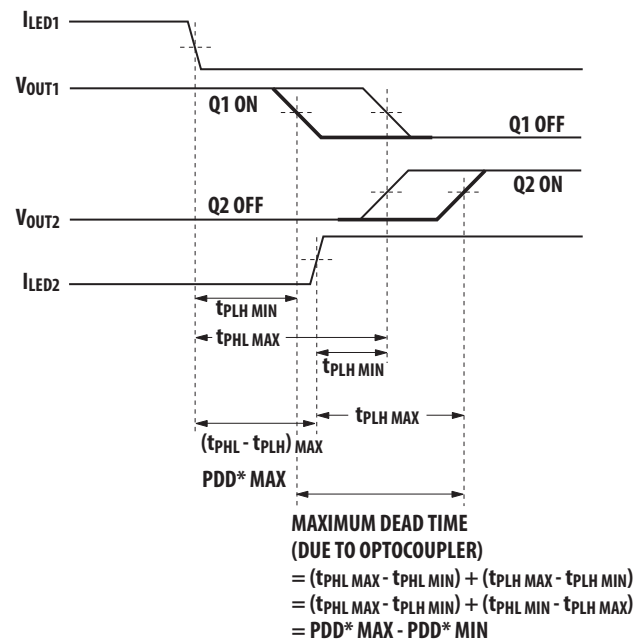 ILED1
VOUT1
Q1 ON
Q1 OFF
Q2 ON
Q2 OFF
VOUT2
ILED2
tPLH MIN
tPHL MAX
tPLH MIN
tPLH MAX
(tPHL - tPLH) MAX
PDD* MAX
MAXIMUM DEAD TIME
(DUE TO OPTOCOUPLER)
= (tPHL MAX - tPHL MIN) + (tPLH MAX - tPLH MIN)
= (tPHL MAX - tPLH MIN) + (tPHL MIN - tPLH MAX)
= PDD* MAX - PDD* MIN